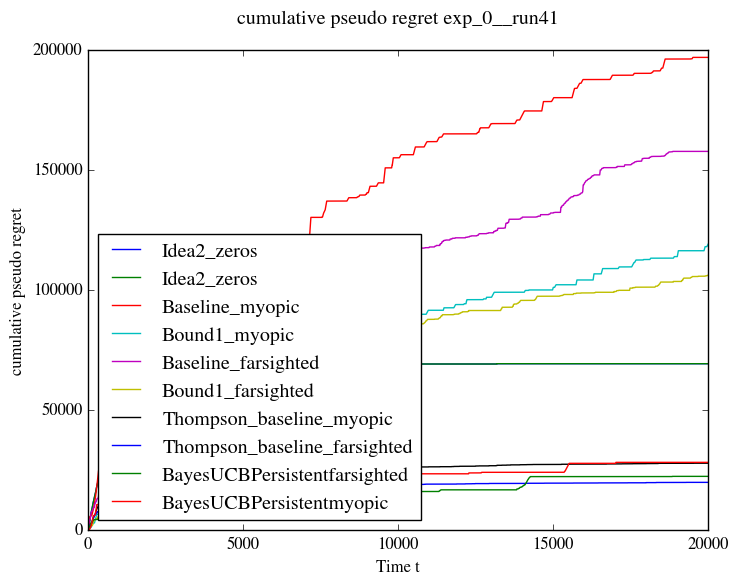 cumulative pseudo regret exp_0__run41
200000
150000
100000
50000
0
cumulative pseudo regret
Idea2_zeros
Idea2_zeros
Baseline_myopic
Bound1_myopic
Baseline_farsighted
Bound1_farsighted
Thompson_baseline_myopic
Thompson_baseline_farsighted
BayesUCBPersistentfarsighted
BayesUCBPersistentmyopic
0 5000 10000 15000 20000
Time t